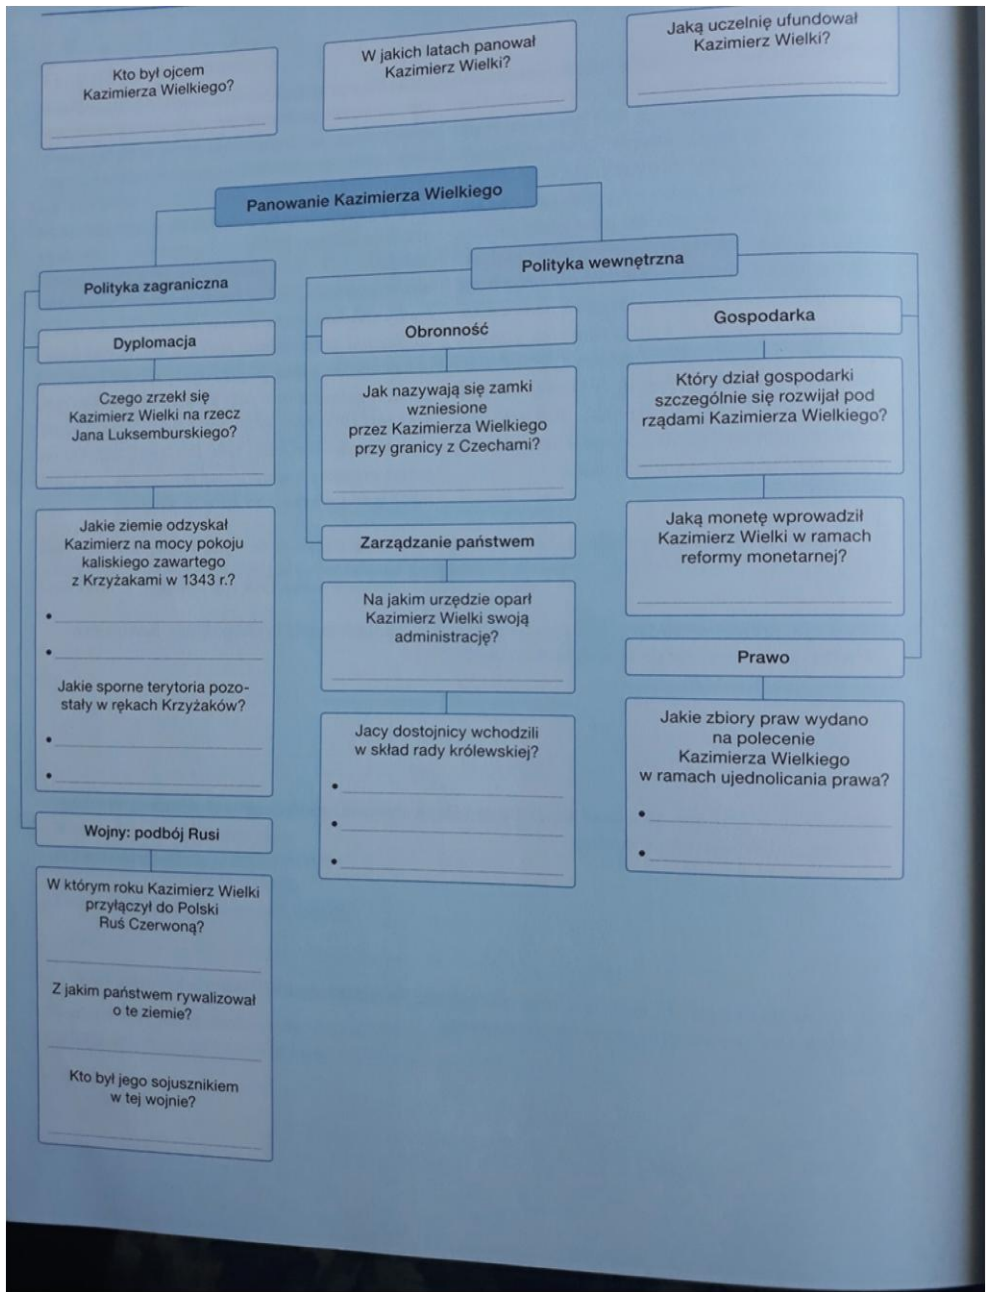 Kto był ojcem
Kazimierza Wielkiego?
W jakich latach panował
Kazimierz Wielki?
Jaką uczelnię ufundował
Kazimierz Wielki?
Panowanie Kazimierza Wielkiego
Polityka zagraniczna
Dyplomacja
Czego zrzekł się
Kazimierz Wielki na rzecz
Jana Luksemburskiego?
Jakie ziemie odzyskał
Kazimierz na mocy pokoju
kaliskiego zawartego
z Krzyżakami w 1343 r.?
•
•
Jakie sporne terytoria pozo-
stały w rękach Krzyżaków?
•
•
Wojny: podbój Rusi
W którym roku Kazimierz Wielki
przyłączył do Polski
Ruś Czerwoną?
Z jakim państwem rywalizował
o te ziemie?
Kto był jego sojusznikiem
w tej wojnie?
Polityka wewnętrzna
Obronność
Jak nazywają się zamki
wzniesione
przez Kazimierza Wielkiego
przy granicy z Czechami?
Zarządzanie państwem
Na jakim urzędzie oparł
Kazimierz Wielki swoją
administrację?
Jacy dostojnicy wchodzili
w skład rady królewskiej?
•
•
•
Gospodarka
Który dział gospodarki
szczególnie się rozwijał pod
rządami Kazimierza Wielkiego?
Jaką monetę wprowadził
Kazimierz Wielki w ramach
reformy monetarnej?
Prawo
Jakie zbiory praw wydano
na polecenie
Kazimierza Wielkiego
w ramach ujednolicania prawa?
•
•